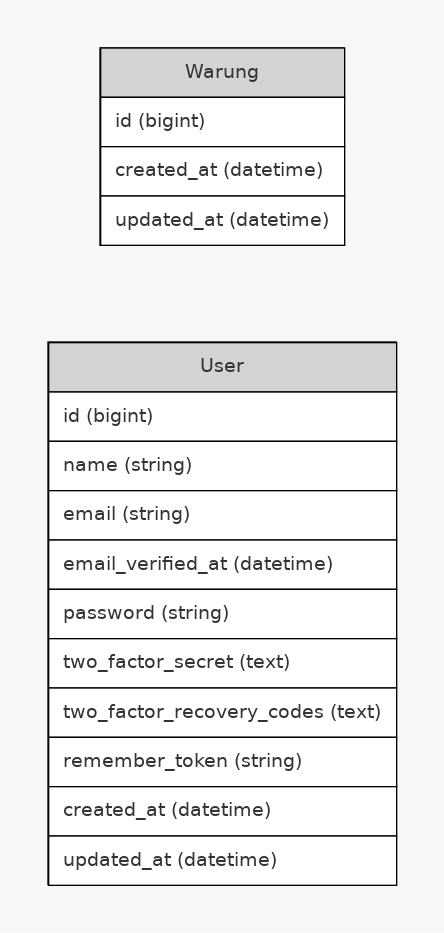 Warung
id (bigint)
created_at (datetime)
updated_at (datetime)
User
id (bigint)
name (string)
email (string)
email_verified_at (datetime)
password (string)
two_factor_secret (text)
two_factor_recovery_codes (text)
remember_token (string)
created_at (datetime)
updated_at (datetime)